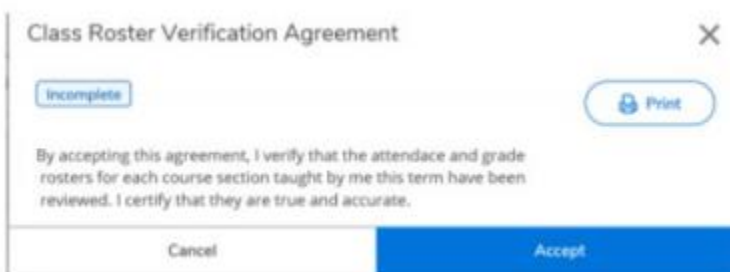 Class Roster Verification Agreement
Incomplete
Print
By accepting this agreement, I verify that the attendace and grade
rosters for each course section taught by me this term have been
reviewed. I certify that they are true and accurate.
Cancel
Accept